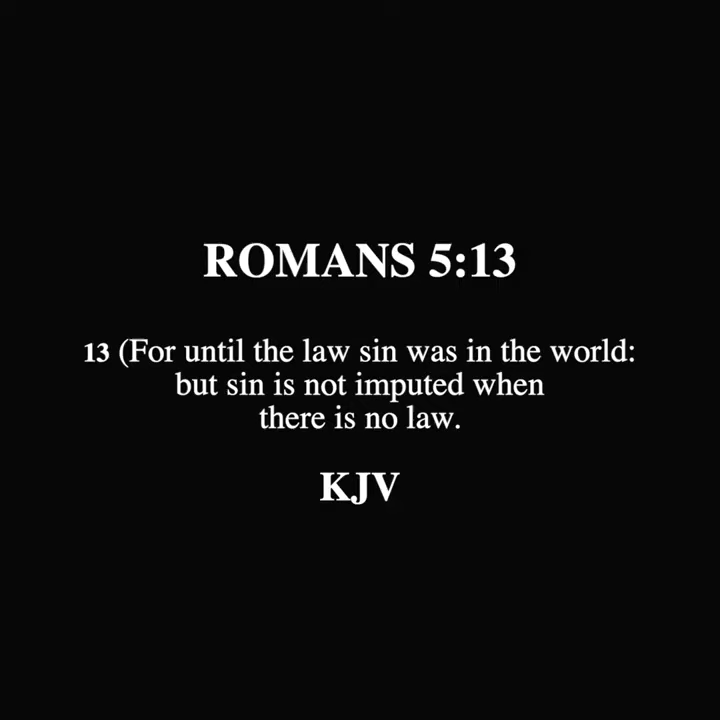 ROMANS 5:13
13 (For until the law sin was in the world:
but sin is not imputed when
there is no law.
KJV